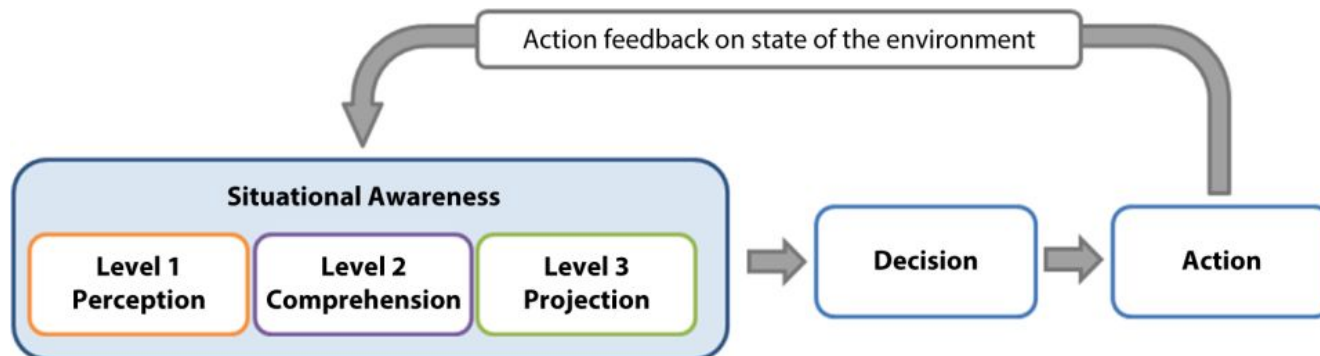 Action feedback on state of the environment
Situational Awareness
Level 1
Perception
Level 2
Comprehension
Level 3
Projection
Decision
Action